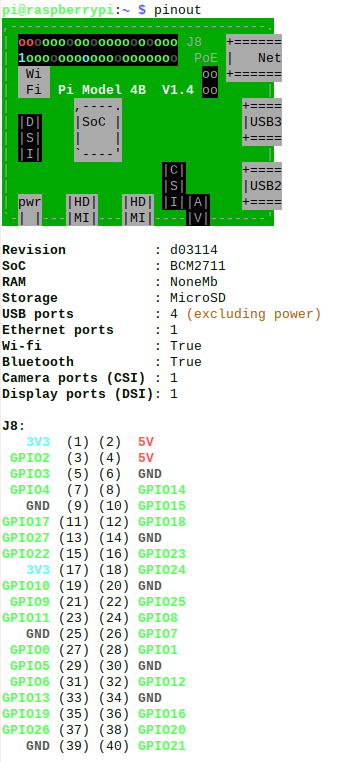 pi@raspberrypi:~ $ pinout
,--------------------------------.
| oooooooooooooooooooo J8   +======
| 1ooooooooooooooooooo  PoE |   Net
|  Wi                    oo +======
|  Fi  Pi Model 4B  V1.4 oo      |
|        ,----.               +====
| |D|    |SoC |               |USB3
| |S|    |    |               +====
| |I|    `----'                  |
|                   |C|       +====
|                   |S|       |USB2
| pwr   |HD|   |HD| |I||A|    +====
`-| |---|MI|---|MI|----|V|-------'
Revision           : d03114
SoC                : BCM2711
RAM                : NoneMb
Storage            : MicroSD
USB ports          : 4 (excluding power)
Ethernet ports     : 1
Wi-fi              : True
Bluetooth          : True
Camera ports (CSI) : 1
Display ports (DSI): 1
J8:
   3V3  (1) (2)  5V
 GPIO2  (3) (4)  5V
 GPIO3  (5) (6)  GND
 GPIO4  (7) (8)  GPIO14
   GND  (9) (10) GPIO15
GPIO17 (11) (12) GPIO18
GPIO27 (13) (14) GND
GPIO22 (15) (16) GPIO23
   3V3 (17) (18) GPIO24
GPIO10 (19) (20) GND
 GPIO9 (21) (22) GPIO25
GPIO11 (23) (24) GPIO8
   GND (25) (26) GPIO7
 GPIO0 (27) (28) GPIO1
 GPIO5 (29) (30) GND
 GPIO6 (31) (32) GPIO12
GPIO13 (33) (34) GND
GPIO19 (35) (36) GPIO16
GPIO26 (37) (38) GPIO20
   GND (39) (40) GPIO21